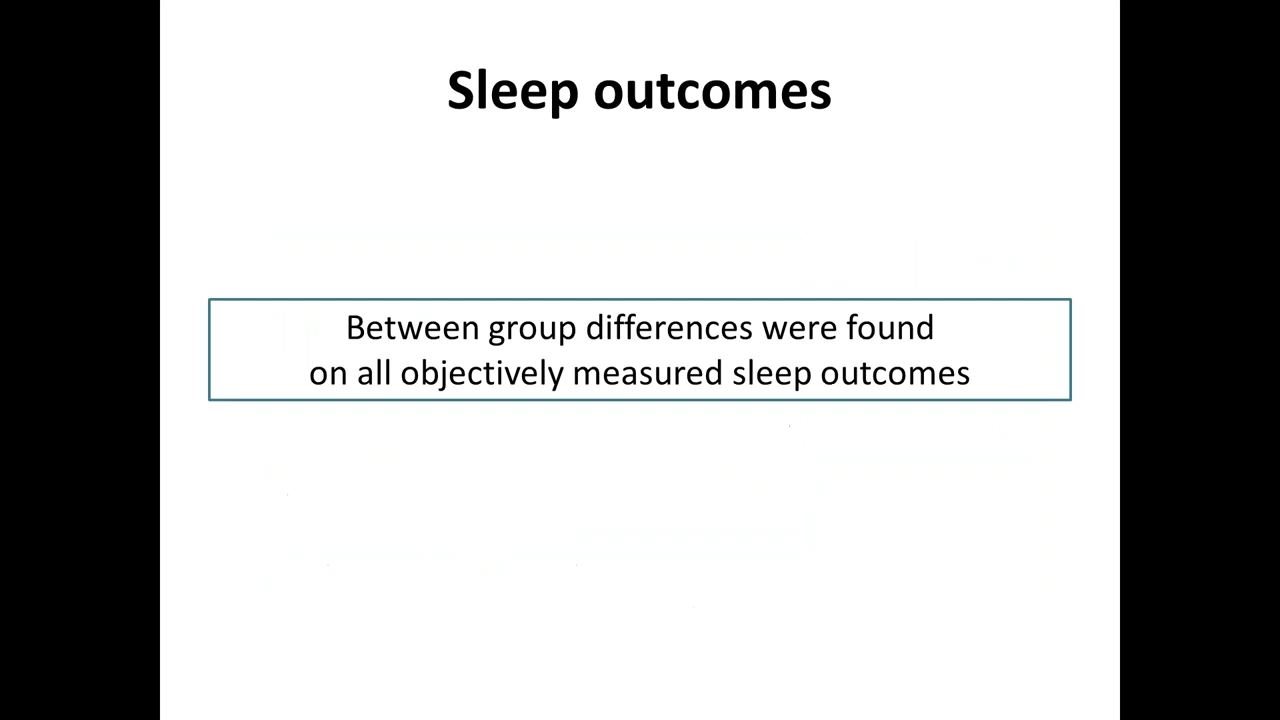 Sleep outcomes
Between group differences were found
on all objectively measured sleep outcomes